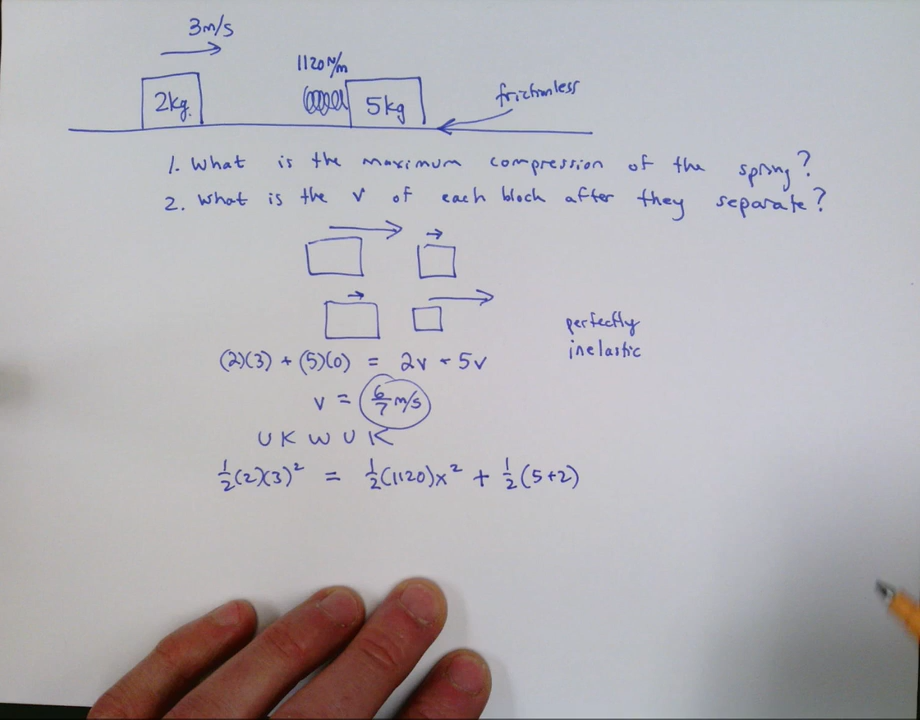 3m/s
1120 N/m
2kg.
5kg
frictionless
1. What is the maximum compression of the spring?
2. What is the v of each block after they separate?
perfectly
inelastic
(2)(3) + (5)(0) = 2v + 5v
v = 6/7 m/s
U K W U K
1/2(2)(3)² = 1/2(1120)x² + 1/2(5+2)